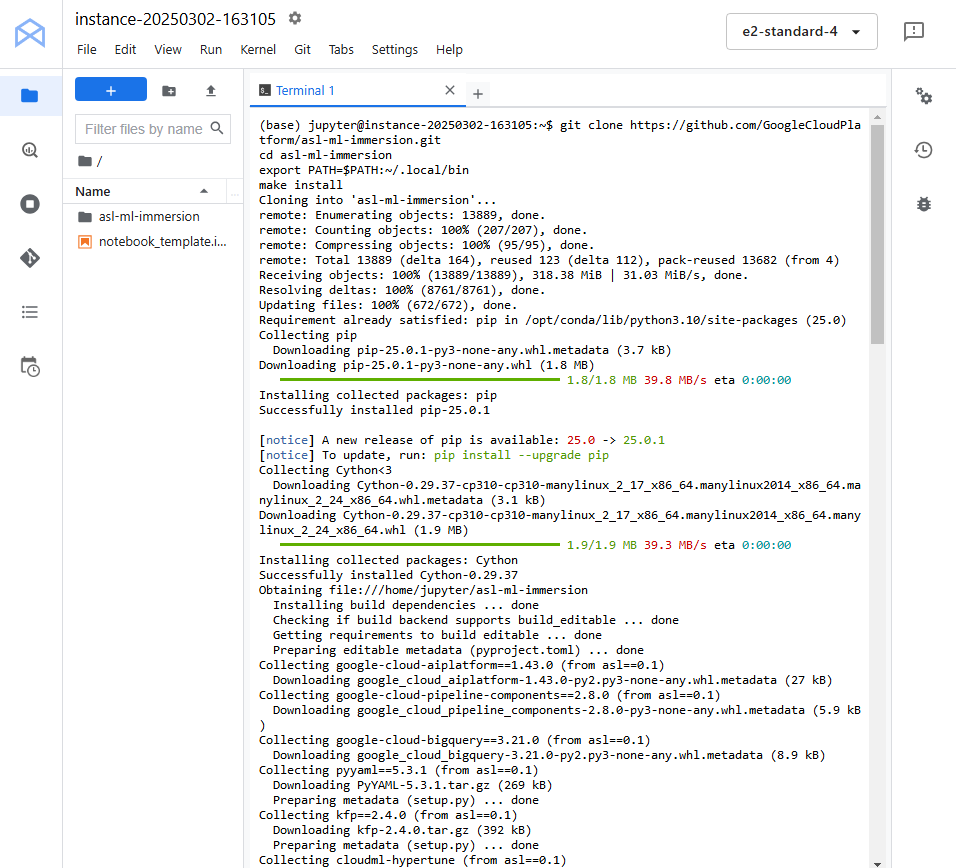 instance-20250302-163105
File Edit View Run Kernel Git Tabs Settings Help
e2-standard-4
Filter files by name
/
Name
asl-ml-immersion
notebook_template.i...
Terminal 1
(base) jupyter@instance-20250302-163105:~$ git clone https://github.com/GoogleCloudPla
tform/asl-ml-immersion.git
cd asl-ml-immersion
export PATH=$PATH:~/.local/bin
make install
Cloning into 'asl-ml-immersion'...
remote: Enumerating objects: 13889, done.
remote: Counting objects: 100% (207/207), done.
remote: Compressing objects: 100% (95/95), done.
remote: Total 13889 (delta 164), reused 123 (delta 112), pack-reused 13682 (from 4)
Receiving objects: 100% (13889/13889), 318.38 MiB | 31.03 MiB/s, done.
Resolving deltas: 100% (8761/8761), done.
Updating files: 100% (672/672), done.
Requirement already satisfied: pip in /opt/conda/lib/python3.10/site-packages (25.0)
Collecting pip
Downloading pip-25.0.1-py3-none-any.whl.metadata (3.7 kB)
Downloading pip-25.0.1-py3-none-any.whl (1.8 MB)
1.8/1.8 MB 39.8 MB/s eta 0:00:00
Installing collected packages: pip
Successfully installed pip-25.0.1
[notice] A new release of pip is available: 25.0 -> 25.0.1
[notice] To update, run: pip install --upgrade pip
Collecting Cython<3
Downloading Cython-0.29.37-cp310-cp310-manylinux_2_17_x86_64.manylinux2014_x86_64.ma
nylinux_2_24_x86_64.whl.metadata (3.1 kB)
Downloading Cython-0.29.37-cp310-cp310-manylinux_2_17_x86_64.manylinux2014_x86_64.many
linux_2_24_x86_64.whl (1.9 MB)
1.9/1.9 MB 39.3 MB/s eta 0:00:00
Installing collected packages: Cython
Successfully installed Cython-0.29.37
Obtaining file:///home/jupyter/asl-ml-immersion
Installing build dependencies ... done
Checking if build backend supports build_editable ... done
Getting requirements to build editable ... done
Preparing editable metadata (pyproject.toml) ... done
Collecting google-cloud-aiplatform==1.43.0 (from asl==0.1)
Downloading google_cloud_aiplatform-1.43.0-py2.py3-none-any.whl.metadata (27 kB)
Collecting google-cloud-pipeline-components==2.8.0 (from asl==0.1)
Downloading google_cloud_pipeline_components-2.8.0-py3-none-any.whl.metadata (5.9 kB
)
Collecting google-cloud-bigquery==3.21.0 (from asl==0.1)
Downloading google_cloud_bigquery-3.21.0-py2.py3-none-any.whl.metadata (8.9 kB)
Collecting pyyaml==5.3.1 (from asl==0.1)
Downloading PyYAML-5.3.1.tar.gz (269 kB)
Preparing metadata (setup.py) ... done
Collecting kfp==2.4.0 (from asl==0.1)
Downloading kfp-2.4.0.tar.gz (392 kB)
Preparing metadata (setup.py) ... done
Collecting cloudml-hypertune (from asl==0.1)